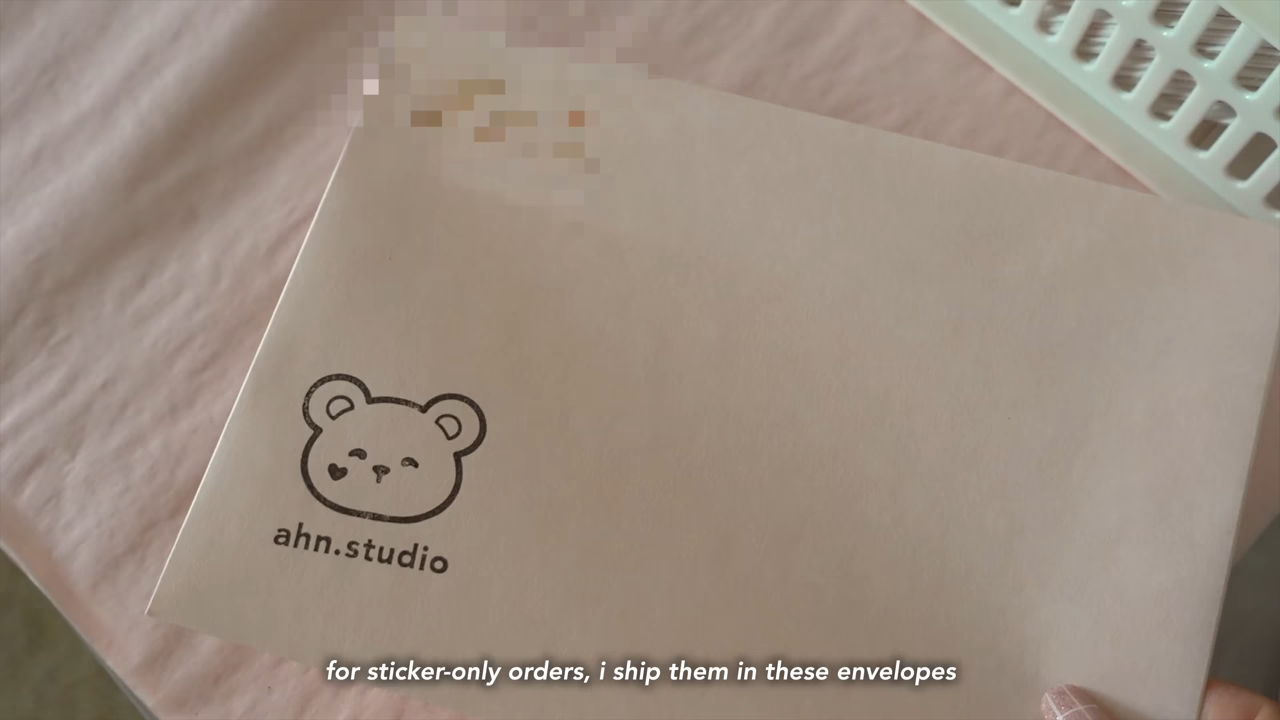 ahn.studio
for sticker-only orders, i ship them in these envelopes